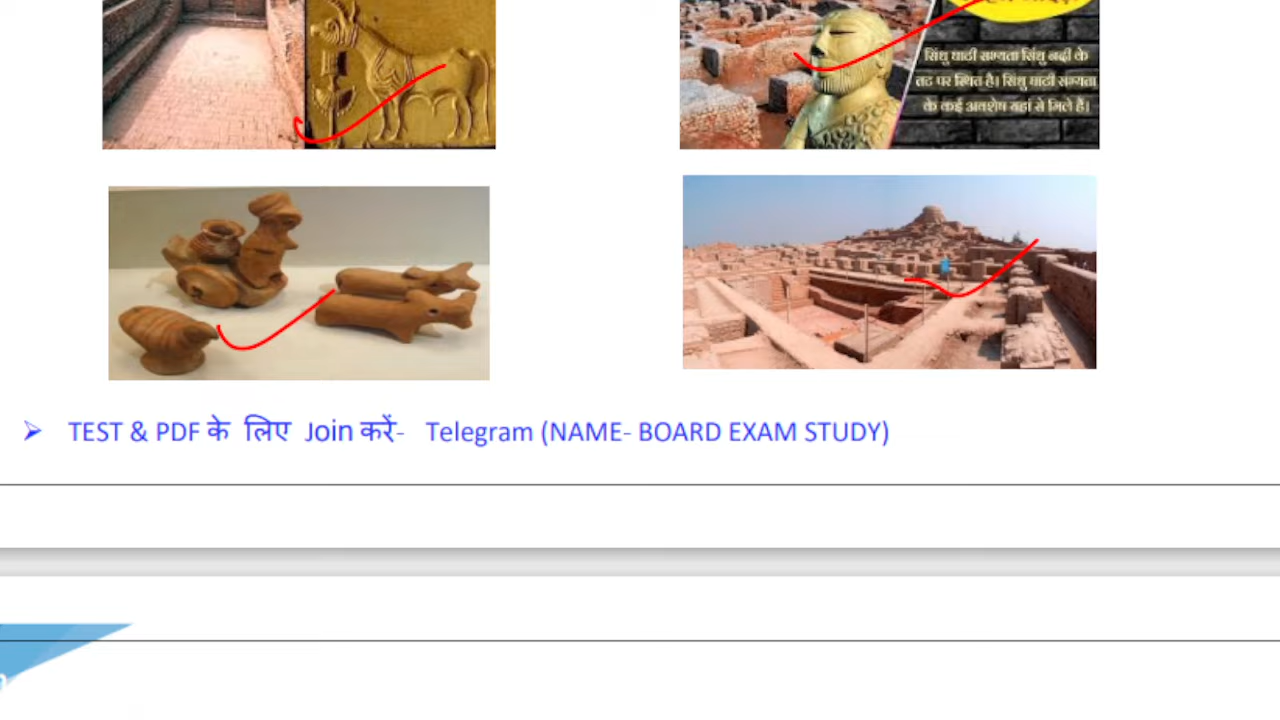 सिंधु घाटी सभ्यता सिंधु नदी के
तट पर स्थित है। सिंधु घाटी सभ्यता
के कई अवशेष यहां से मिले है।
➢ TEST & PDF के लिए Join करें- Telegram (NAME- BOARD EXAM STUDY)